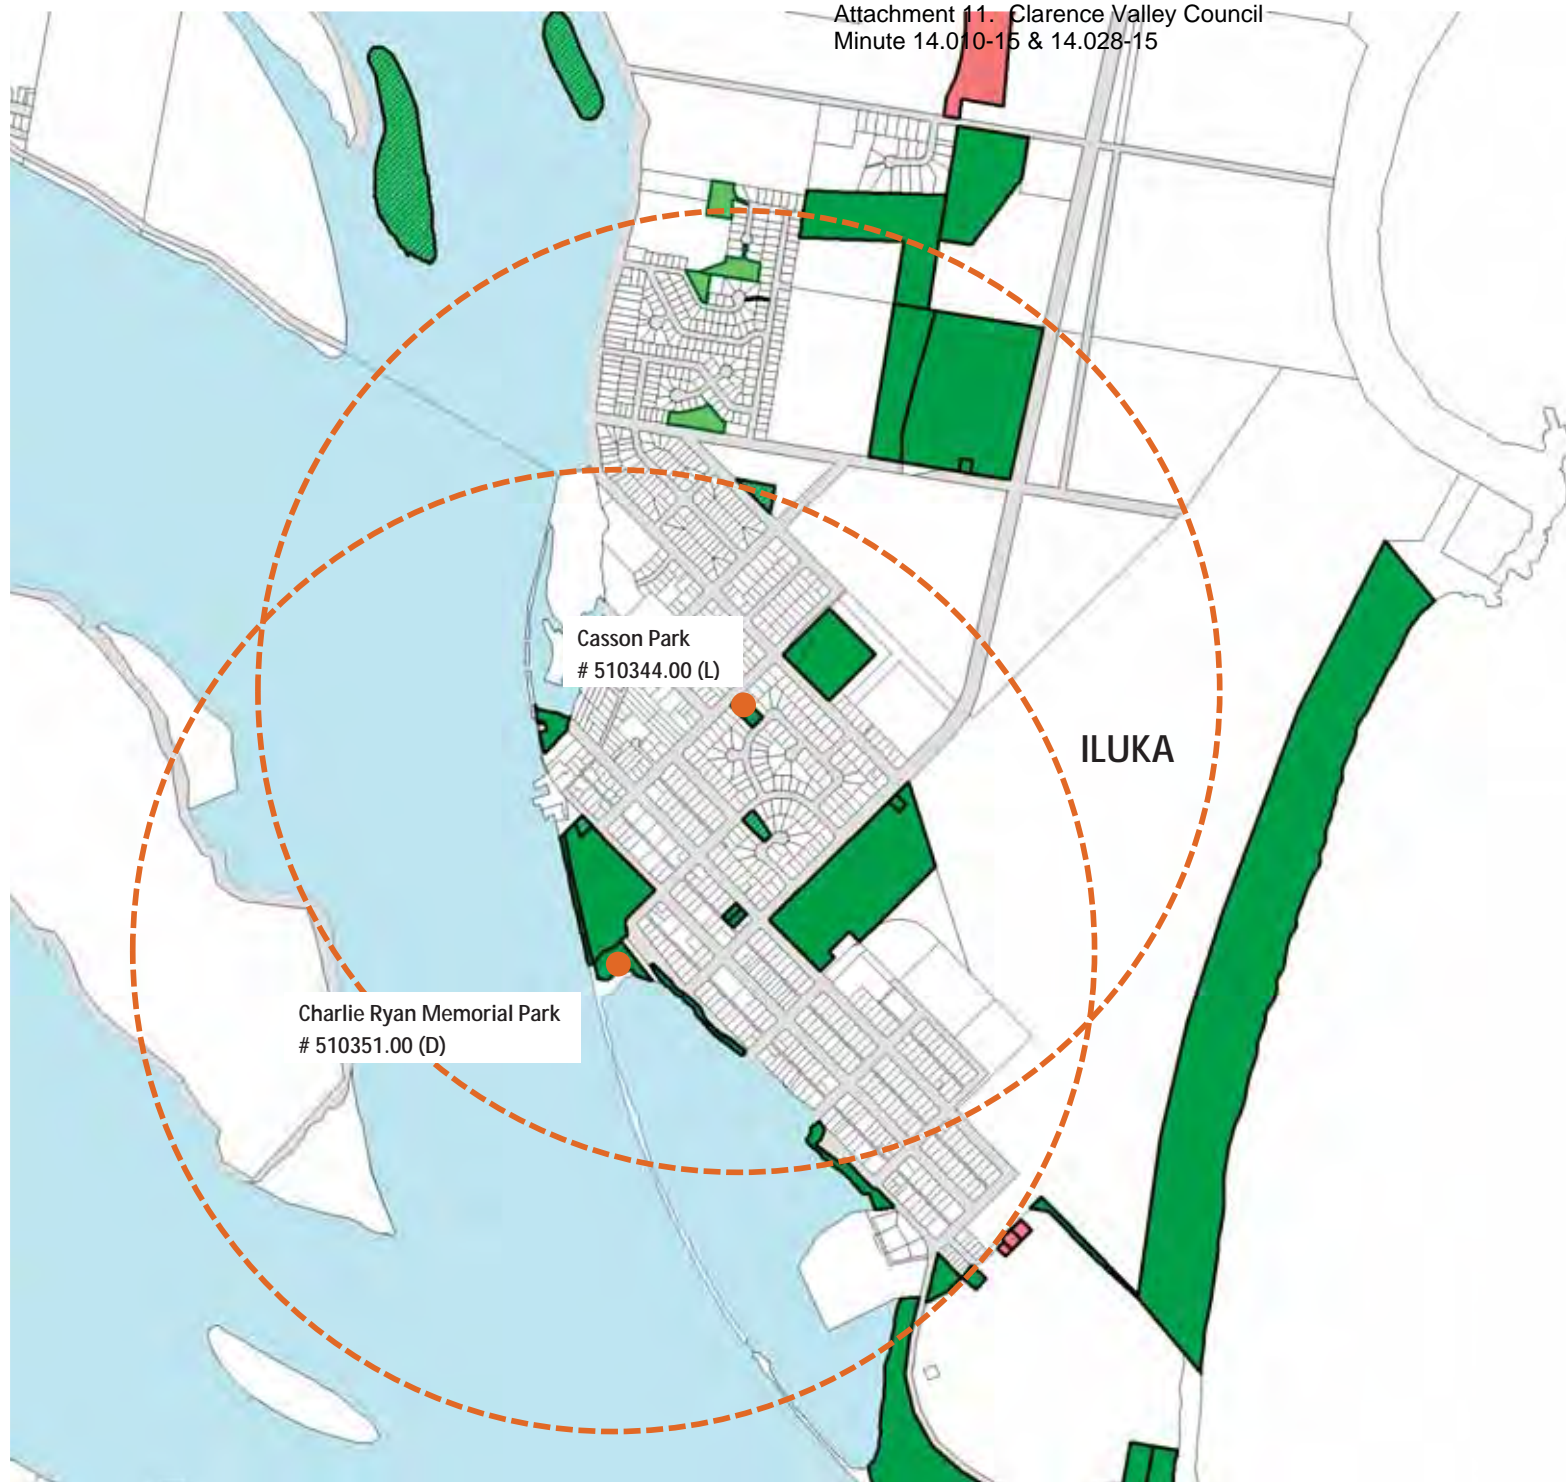 Attachment 11. Clarence Valley Council
Minute 14.010-15 & 14.028-15
Casson Park
# 510344.00 (L)
ILUKA
Charlie Ryan Memorial Park
# 510351.00 (D)